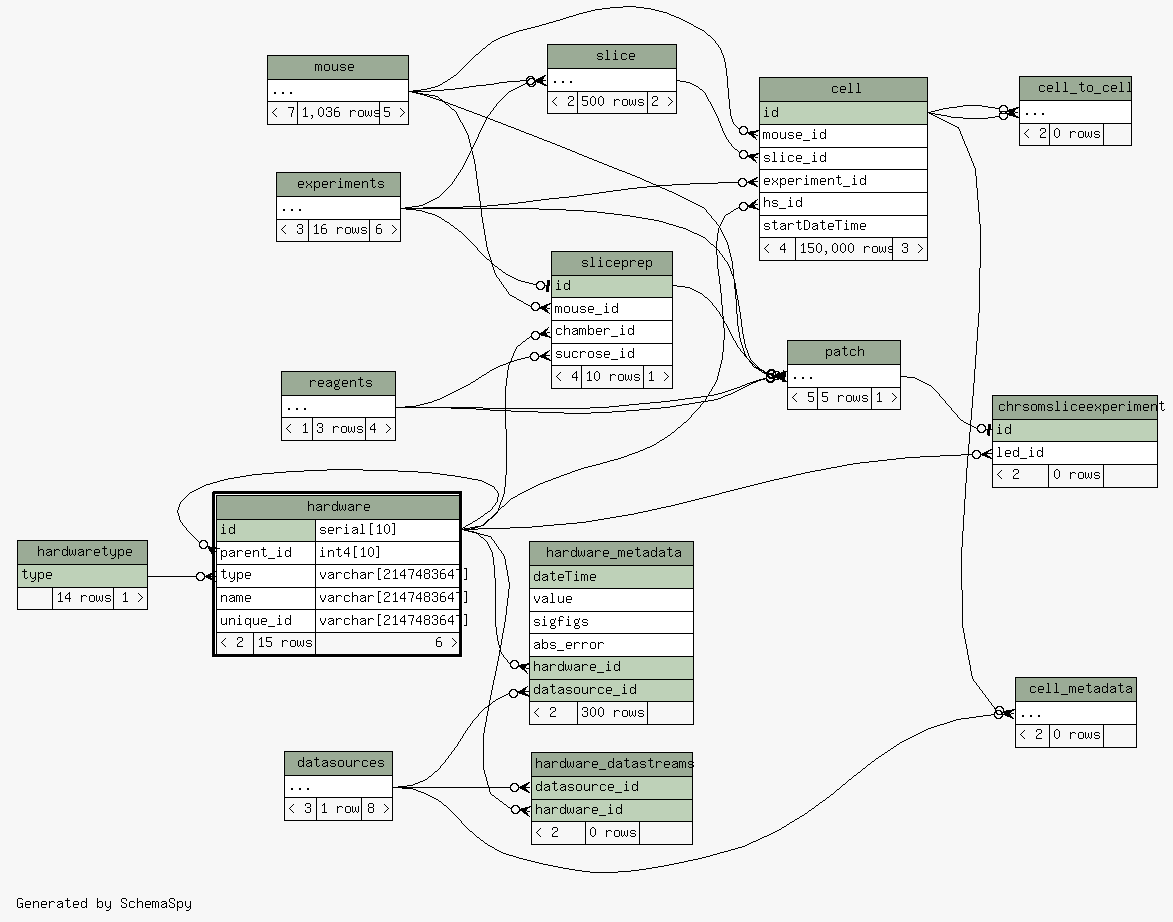 mouse
...
< 7 1,036 rows 5 >
slice
...
< 2 500 rows 2 >
cell
id
mouse_id
slice_id
experiment_id
hs_id
startDateTime
< 4 150,000 rows 3 >
cell_to_cell
...
< 2 0 rows
experiments
...
< 3 16 rows 6 >
sliceprep
id
mouse_id
chamber_id
sucrose_id
< 4 10 rows 1 >
patch
...
< 5 5 rows 1 >
reagents
...
< 1 3 rows 4 >
chrsomsliceexperiment
id
led_id
< 2 0 rows
hardware
id serial[10]
parent_id int4[10]
type varchar[2147483647]
name varchar[2147483647]
unique_id varchar[2147483647]
< 2 15 rows 6 >
hardwaretype
type
14 rows 1 >
hardware_metadata
dateTime
value
sigfigs
abs_error
hardware_id
datasource_id
< 2 300 rows
cell_metadata
...
< 2 0 rows
datasources
...
< 3 1 row 8 >
hardware_datastreams
datasource_id
hardware_id
< 2 0 rows
Generated by SchemaSpy